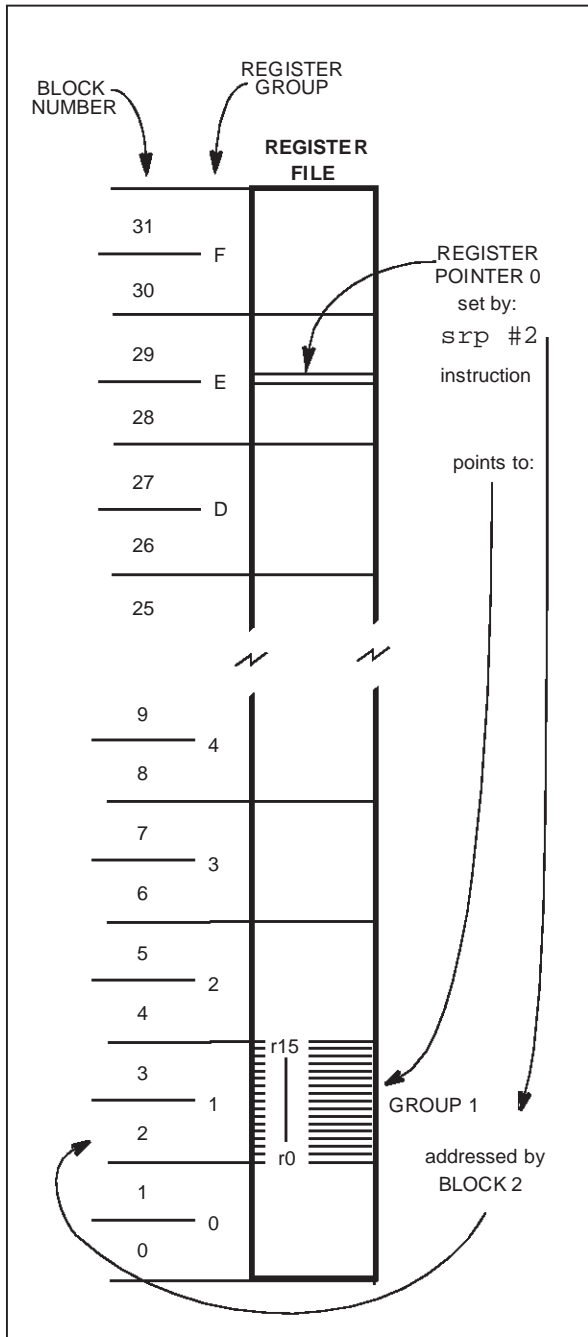 BLOCK
NUMBER
REGISTER
GROUP
REGISTER
FILE
31
F
30
REGISTER
POINTER 0
set by:
srp #2
instruction
29
E
28
points to:
27
D
26
25
9
4
8
7
3
6
5
2
4
r15
3
1
GROUP 1
2
r0
addressed by
BLOCK 2
1
0
0